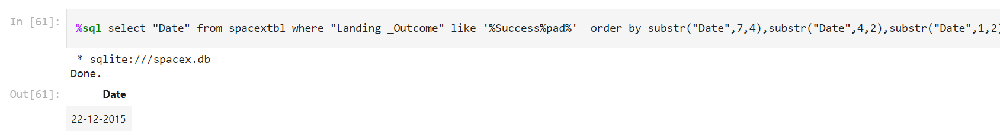 In [61]: %sql select "Date" from spacextbl where "Landing _Outcome" like '%Success%pad%'  order by substr("Date",7,4),substr("Date",4,2),substr("Date",1,2)
* sqlite:///spacex.db
Done.
Out[61]: Date
22-12-2015